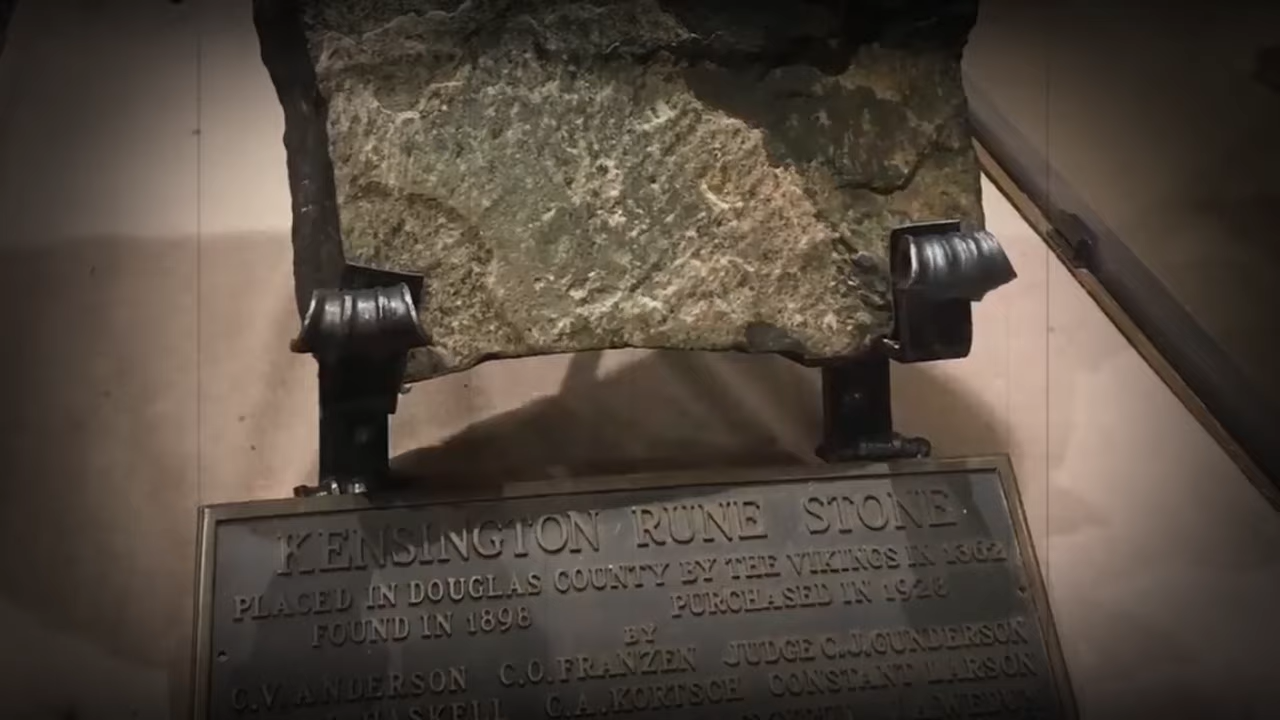 KENSINGTON RUNE STONE
PLACED IN DOUGLAS COUNTY BY THE VIKINGS IN 1362
FOUND IN 1898 PURCHASED IN 1928
BY
C.V. ANDERSON C.O. FRANZEN JUDGE C.J. GUNDERSON
HASKELL C.A. KORTSCH CONSTANT LARSON